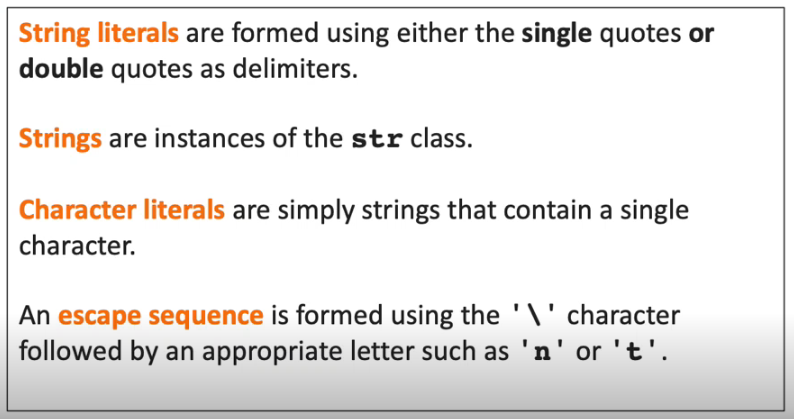 String literals are formed using either the single quotes or
double quotes as delimiters.
Strings are instances of the str class.
Character literals are simply strings that contain a single
character.
An escape sequence is formed using the '\' character
followed by an appropriate letter such as 'n' or 't'.